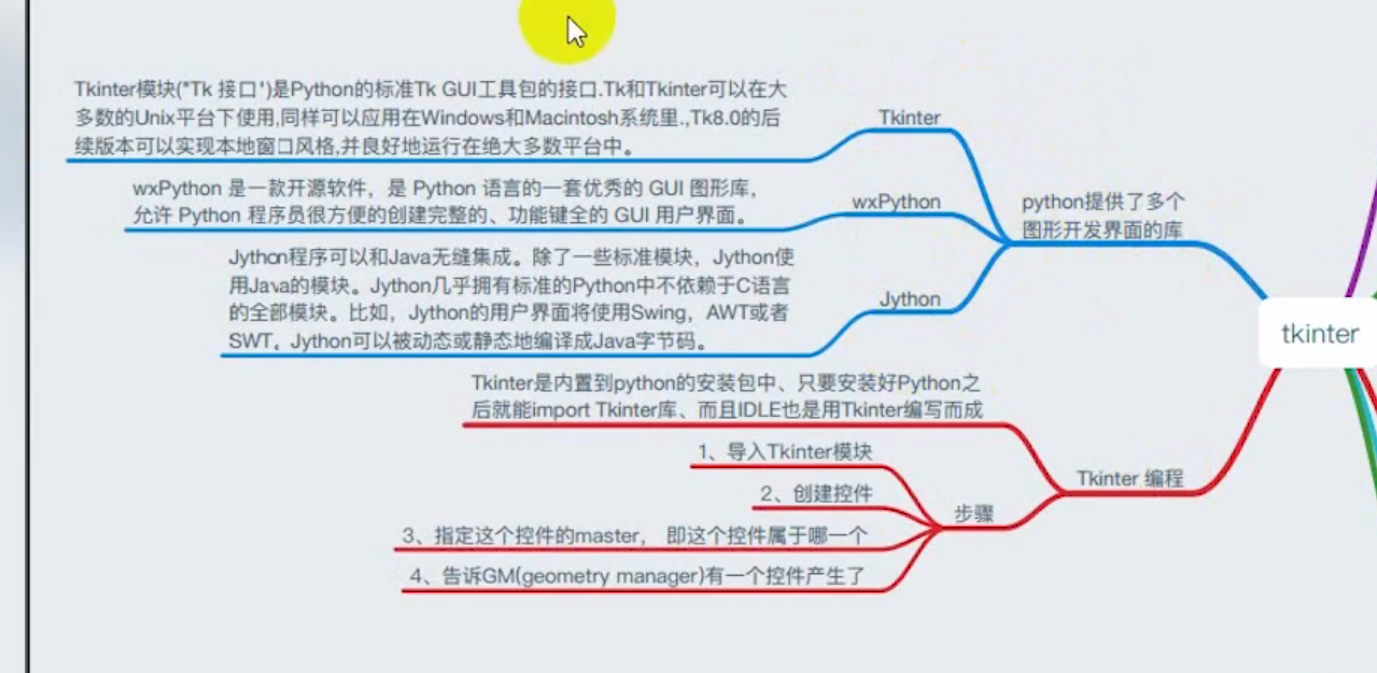 Tkinter模块("Tk 接口")是Python的标准Tk GUI工具包的接口.Tk和Tkinter可以在大
多数的Unix平台下使用,同样可以应用在Windows和Macintosh系统里.,Tk8.0的后
续版本可以实现本地窗口风格,并良好地运行在绝大多数平台中。
Tkinter
wxPython 是一款开源软件，是 Python 语言的一套优秀的 GUI 图形库，
允许 Python 程序员很方便的创建完整的、功能键全的 GUI 用户界面。
wxPython
python提供了多个
图形开发界面的库
Jython程序可以和Java无缝集成。除了一些标准模块，Jython使
用Java的模块。Jython几乎拥有标准的Python中不依赖于C语言
的全部模块。比如，Jython的用户界面将使用Swing，AWT或者
SWT。Jython可以被动态或静态地编译成Java字节码。
Jython
tkinter
Tkinter是内置到python的安装包中、只要安装好Python之
后就能import Tkinter库、而且IDLE也是用Tkinter编写而成
Tkinter 编程
1、导入Tkinter模块
2、创建控件
步骤
3、指定这个控件的master， 即这个控件属于哪一个
4、告诉GM(geometry manager)有一个控件产生了